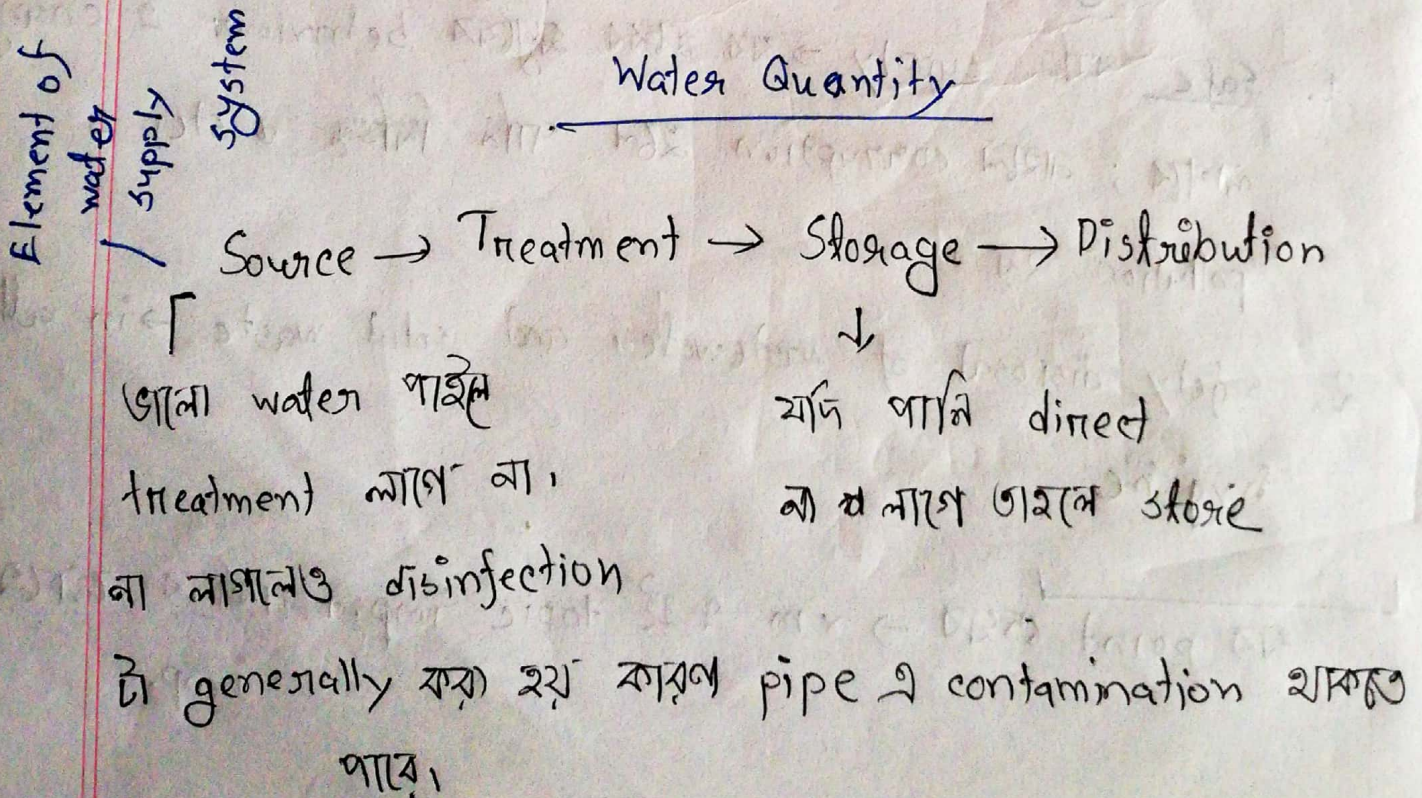 Element of
water
supply
system
Water Quantity
Source → Treatment → Storage → Distribution
ভালো water পাইলে
treatment লাগে না।
না লাগলেও disinfection
টা generally করা হয় কারণ pipe এ contamination থাকতে
পারে।
↓
যদি পানি direct
না লাগে তাহলে store